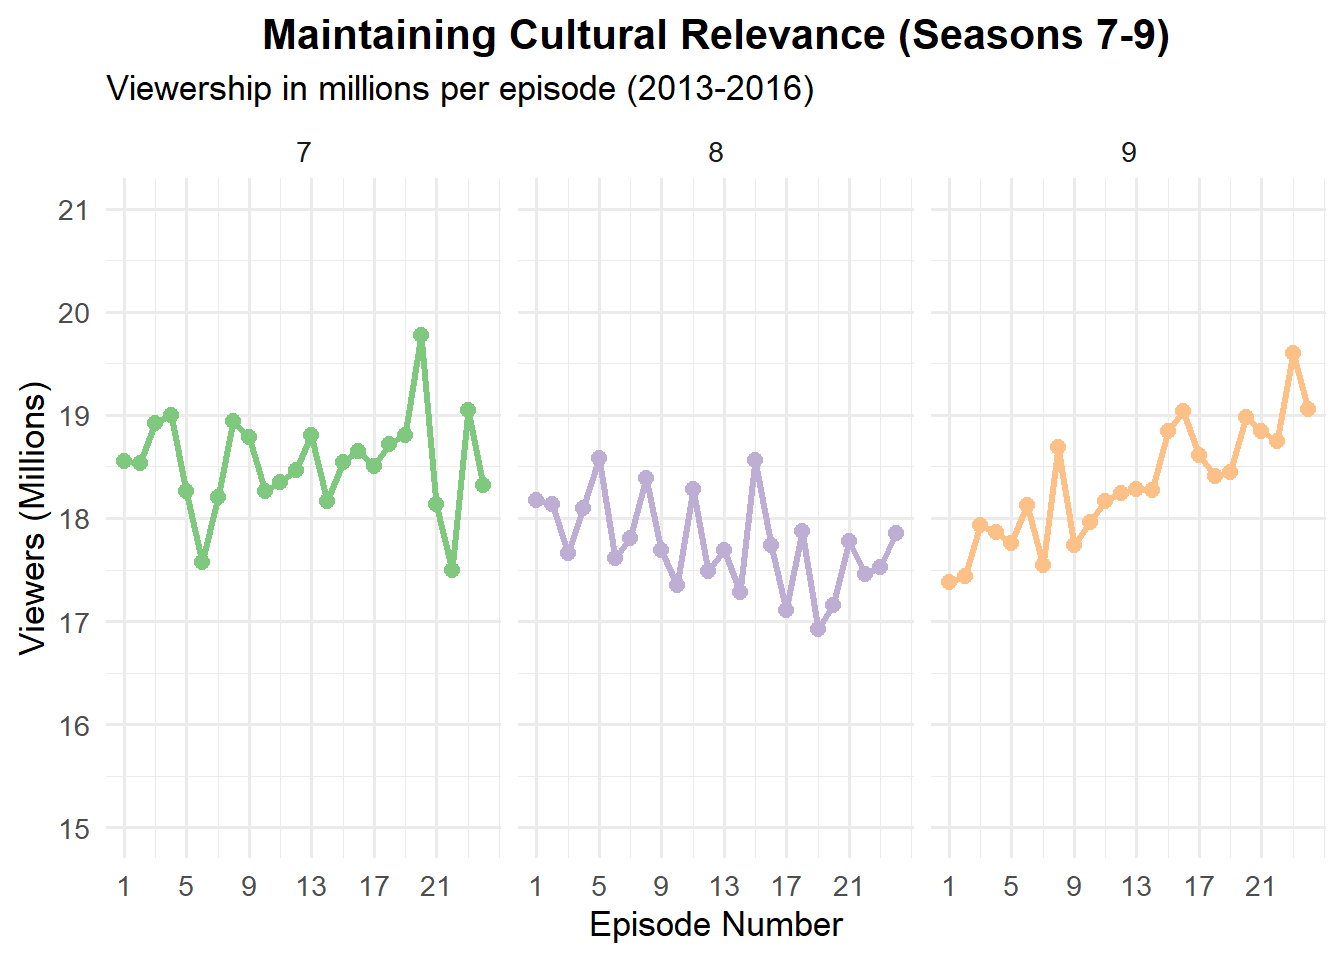 Maintaining Cultural Relevance (Seasons 7-9)
Viewership in millions per episode (2013-2016)
7 8 9
21
20
19
18
17
16
15
Viewers (Millions)
1 5 9 13 17 21 1 5 9 13 17 21 1 5 9 13 17 21
Episode Number